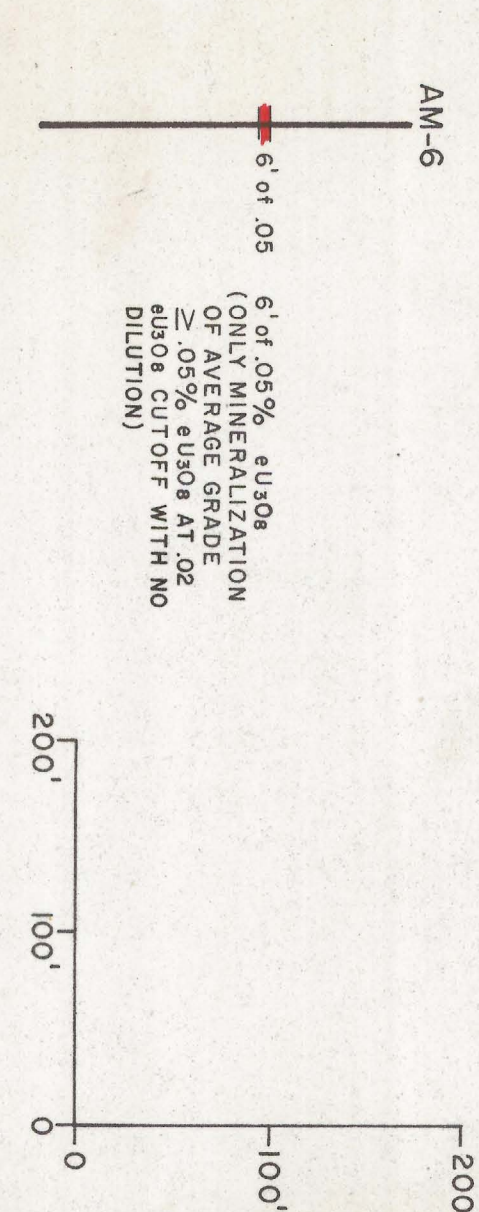 AM-6
6' of .05
6' of .05% eU3O8
(ONLY MINERALIZATION
OF AVERAGE GRADE
≥ .05% eU3O8 AT .02
eU3O8 CUTOFF WITH NO
DILUTION)
200
100'
0
200' 100' 0